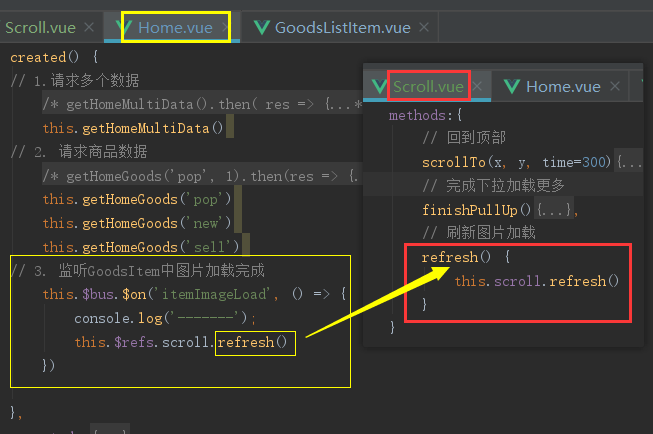 Scroll.vue Home.vue GoodsListItem.vue
created() {
// 1.请求多个数据
/* getHomeMultiData().then( res => {...*
this.getHomeMultiData()
// 2. 请求商品数据
/* getHomeGoods('pop', 1).then(res => {.
this.getHomeGoods('pop')
this.getHomeGoods('new')
this.getHomeGoods('sell')
// 3. 监听GoodsItem中图片加载完成
this.$bus.$on('itemImageLoad', () => {
console.log('-------');
this.$refs.scroll.refresh()
})
},
Scroll.vue Home.vue
methods:{
// 回到顶部
scrollTo(x, y, time=300){...
// 完成下拉加载更多
finishPullUp(){...},
// 刷新图片加载
refresh() {
this.scroll.refresh()
}
}